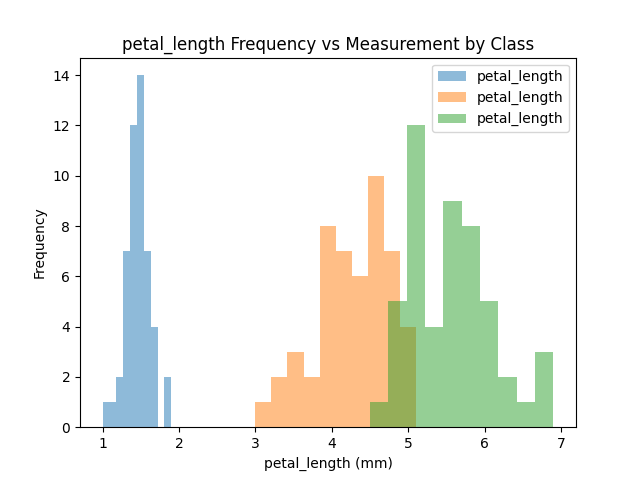 petal_length Frequency vs Measurement by Class
petal_length
petal_length
petal_length
14
12
10
8
6
4
2
0
Frequency
1 2 3 4 5 6 7
petal_length (mm)